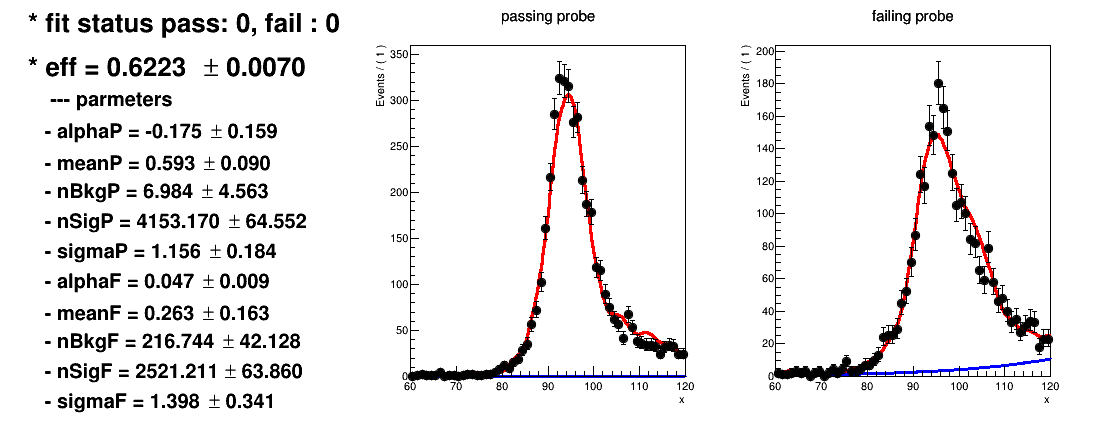 * fit status pass: 0, fail : 0
* eff = 0.6223 ± 0.0070
--- parmeters
- alphaP = -0.175 ± 0.159
- meanP = 0.593 ± 0.090
- nBkgP = 6.984 ± 4.563
- nSigP = 4153.170 ± 64.552
- sigmaP = 1.156 ± 0.184
- alphaF = 0.047 ± 0.009
- meanF = 0.263 ± 0.163
- nBkgF = 216.744 ± 42.128
- nSigF = 2521.211 ± 63.860
- sigmaF = 1.398 ± 0.341
passing probe
Events / ( 1 )
350
300
250
200
150
100
50
0
60 70 80 90 100 110 120
x
failing probe
Events / ( 1 )
200
180
160
140
120
100
80
60
40
20
0
60 70 80 90 100 110 120
x